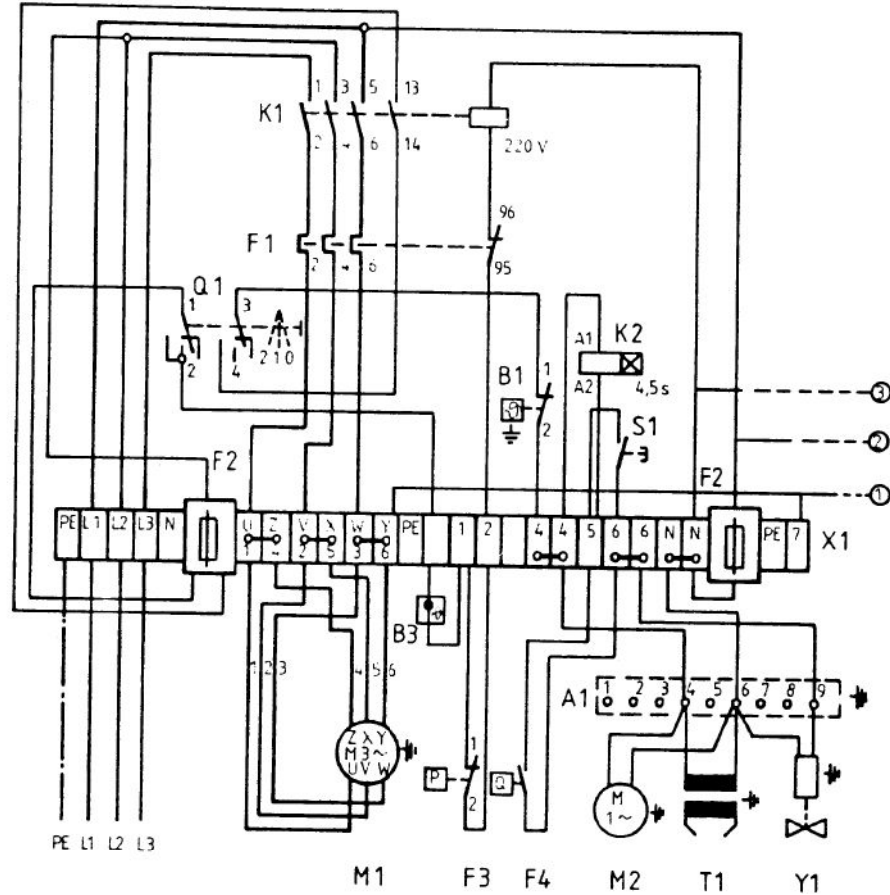 1 3 5 13
K1
2 4 6 14
220V
96
F1
2 4 6
95
Q1
1 3
2 1 0
4
2
A1 K2
A2 4,5s
B1 1
2
S1
3
2
1
F2 F2
PE L1 L2 L3 N U Z V X W Y PE 1 2 4 4 5 6 6 N N PE 7 X1
1 4 2 5 3 6
B3
1 2 3 4 5 6
A1 1 2 3 4 5 6 7 8 9
Z X Y
M 3~
U V W
P 1
2
Q
M
1~
PE L1 L2 L3
M1 F3 F4 M2 T1 Y1